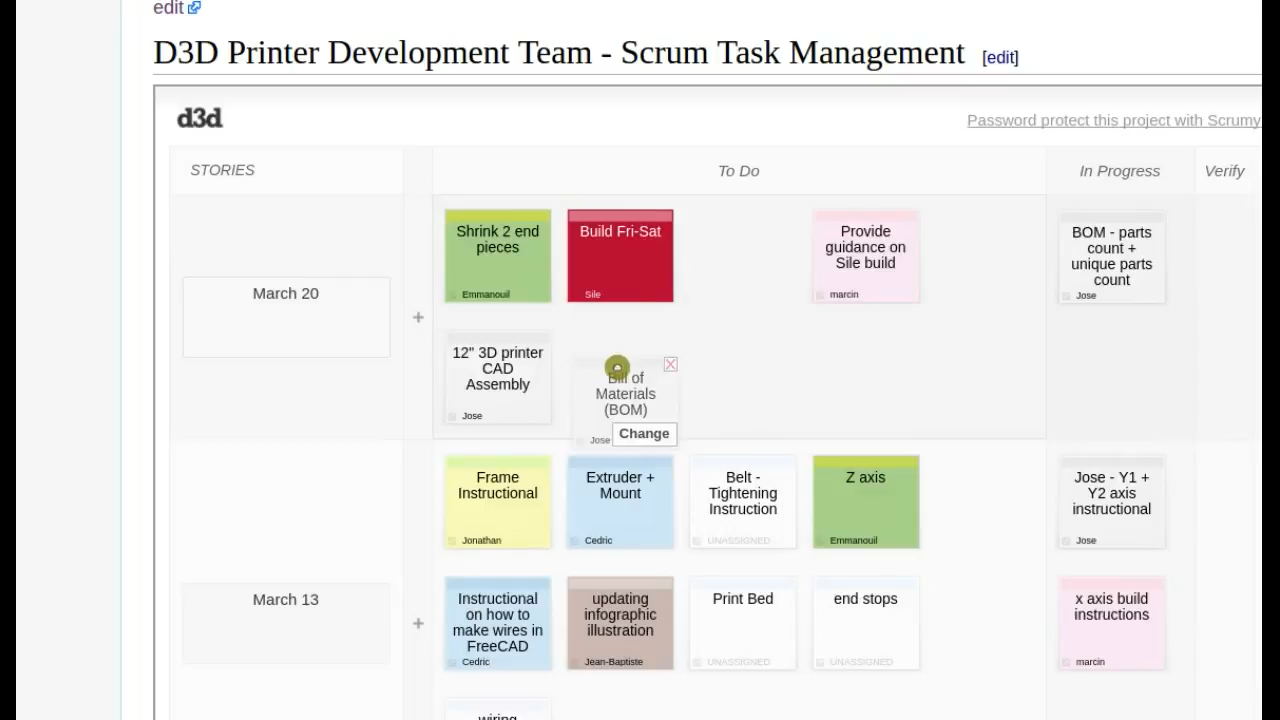 edit
D3D Printer Development Team - Scrum Task Management [edit]
d3d
Password protect this project with Scrumy
STORIES
To Do
In Progress
Verify
March 20
+
Shrink 2 end
pieces
Emmanouil
Build Fri-Sat
Sile
Provide
guidance on
Sile build
marcin
BOM - parts
count +
unique parts
count
Jose
12" 3D printer
CAD
Assembly
Jose
Bill of
Materials
(BOM)
Jose
Change
March 13
+
Frame
Instructional
Jonathan
Extruder +
Mount
Cedric
Belt -
Tightening
Instruction
UNASSIGNED
Z axis
Emmanouil
Jose - Y1 +
Y2 axis
instructional
Jose
Instructional
on how to
make wires in
FreeCAD
Cedric
updating
infographic
illustration
Jean-Baptiste
Print Bed
UNASSIGNED
end stops
UNASSIGNED
x axis build
instructions
marcin
wiring